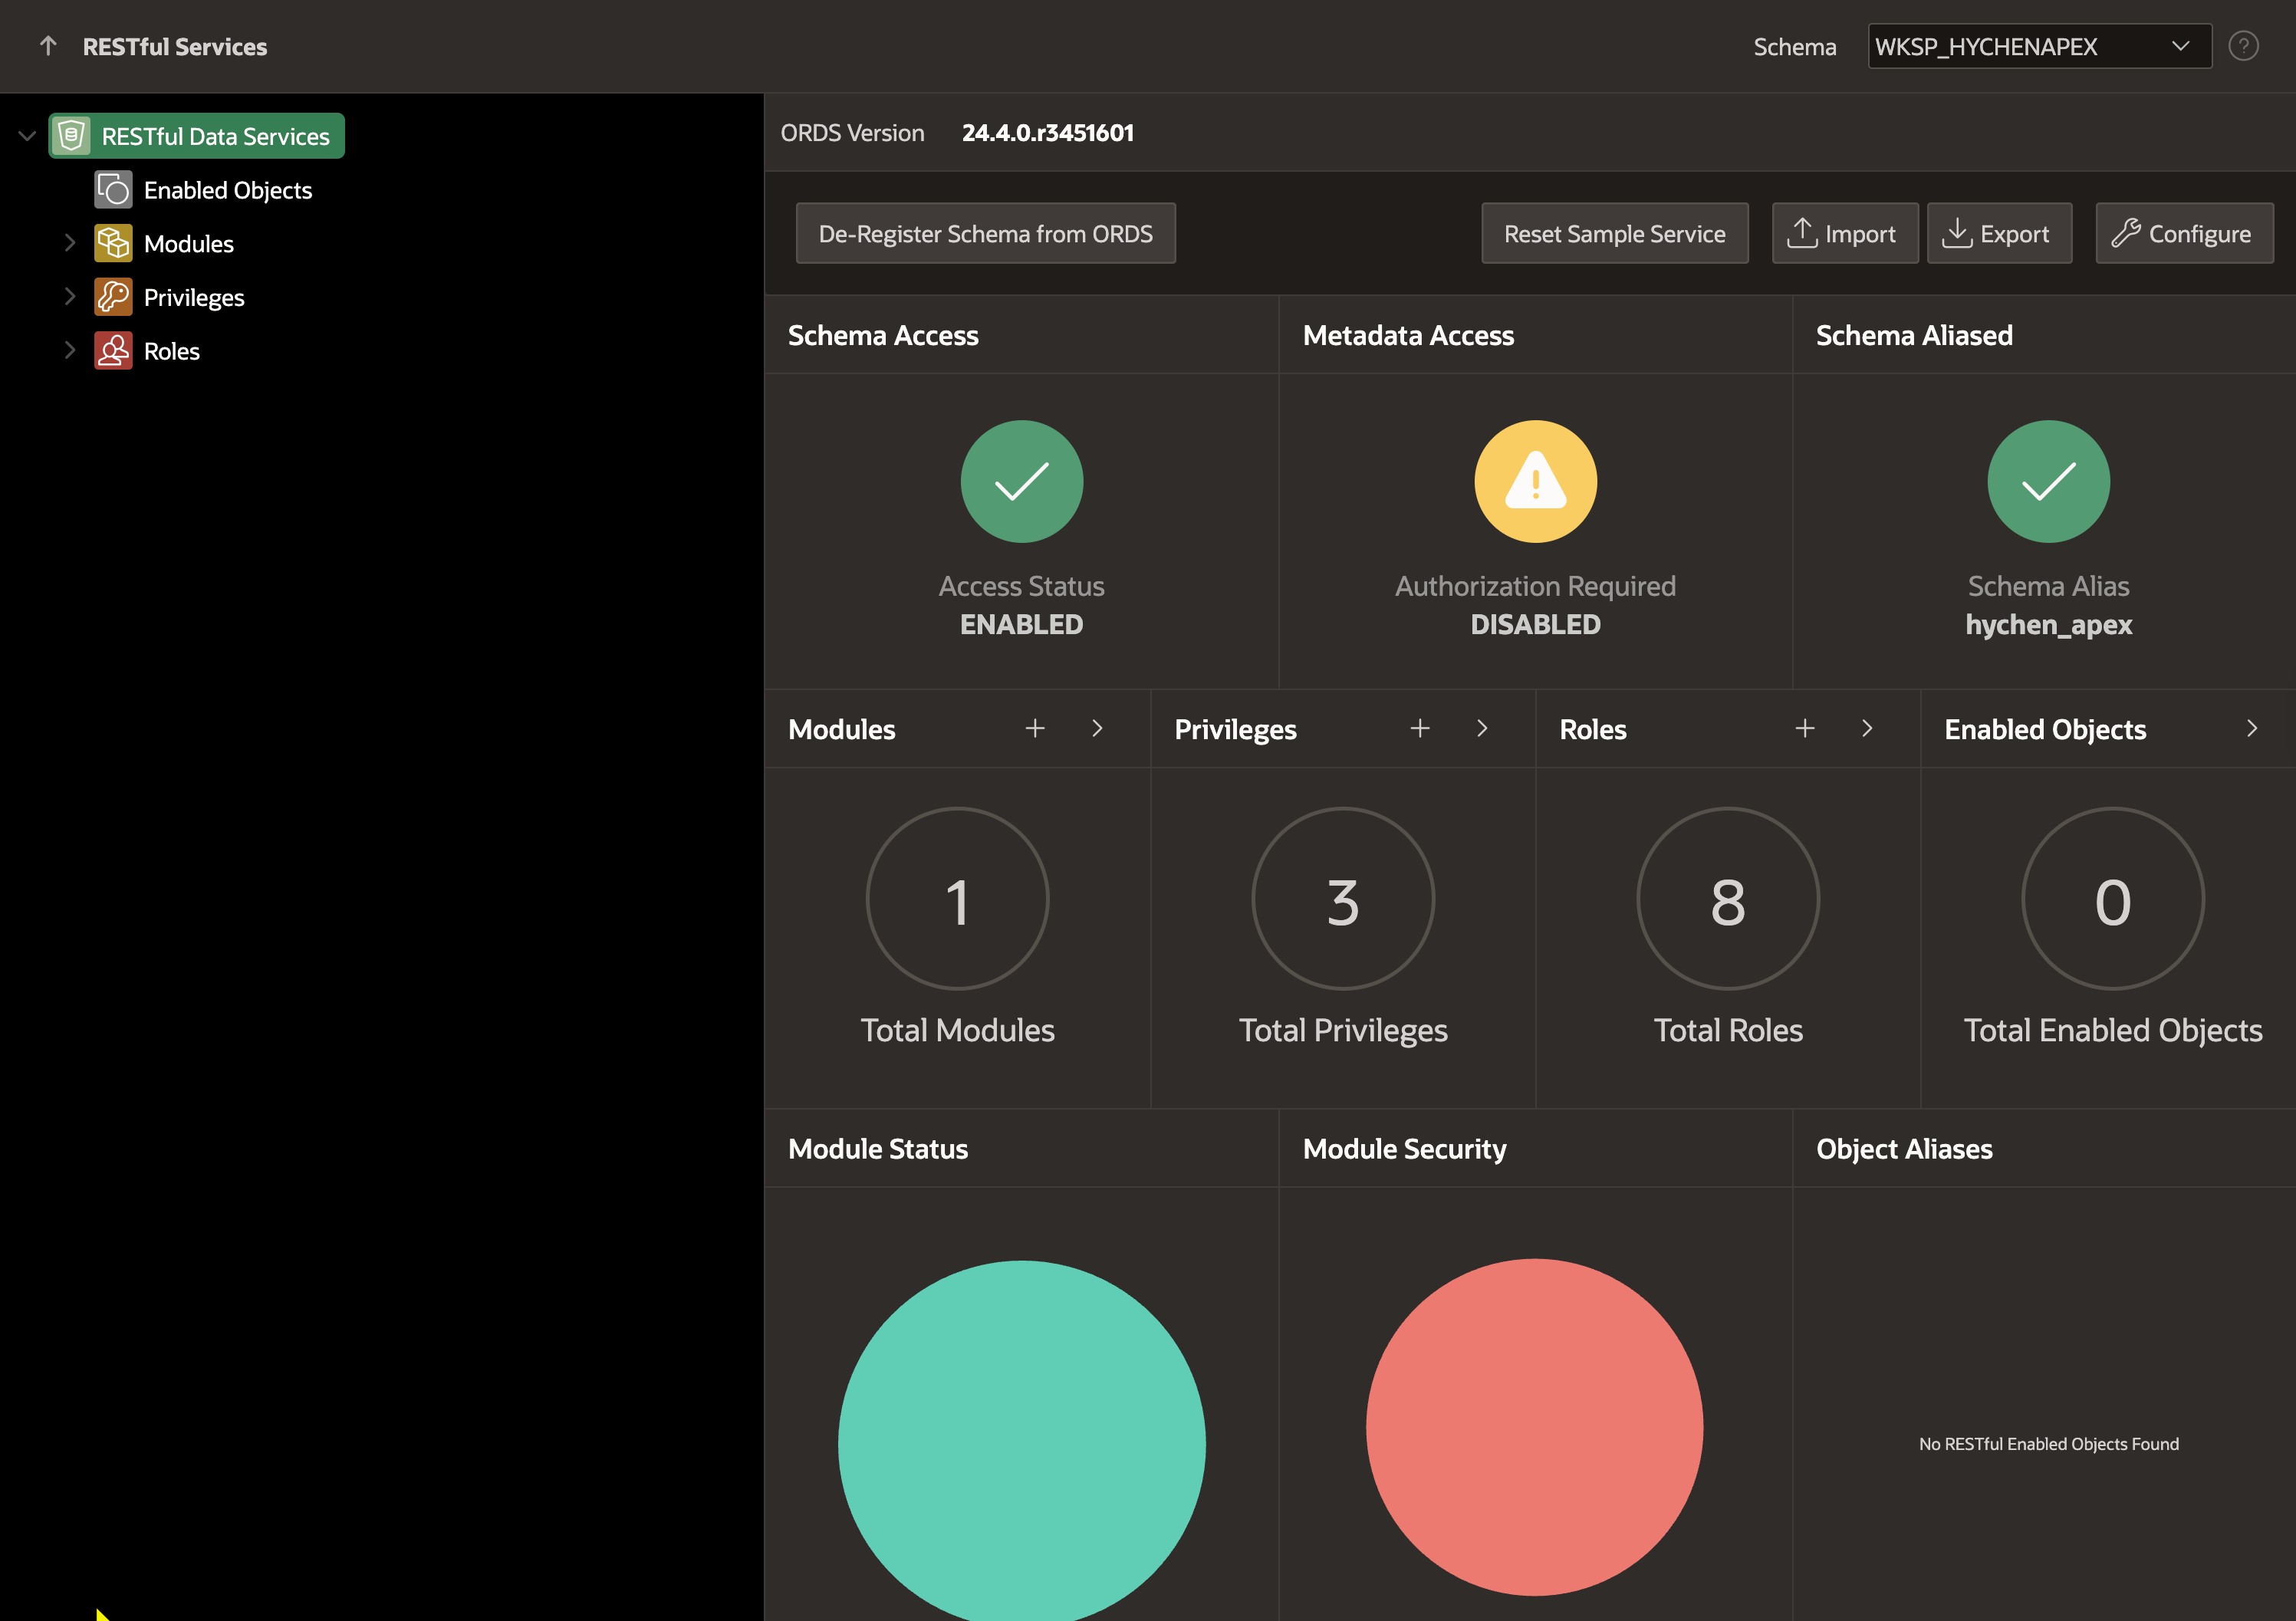 RESTful Services
Schema
WKSP_HYCHENAPEX
RESTful Data Services
Enabled Objects
Modules
Privileges
Roles
ORDS Version 24.4.0.r3451601
De-Register Schema from ORDS
Reset Sample Service
Import
Export
Configure
Schema Access
Metadata Access
Schema Aliased
Access Status
ENABLED
Authorization Required
DISABLED
Schema Alias
hychen_apex
Modules
Privileges
Roles
Enabled Objects
1
Total Modules
3
Total Privileges
8
Total Roles
0
Total Enabled Objects
Module Status
Module Security
Object Aliases
No RESTful Enabled Objects Found